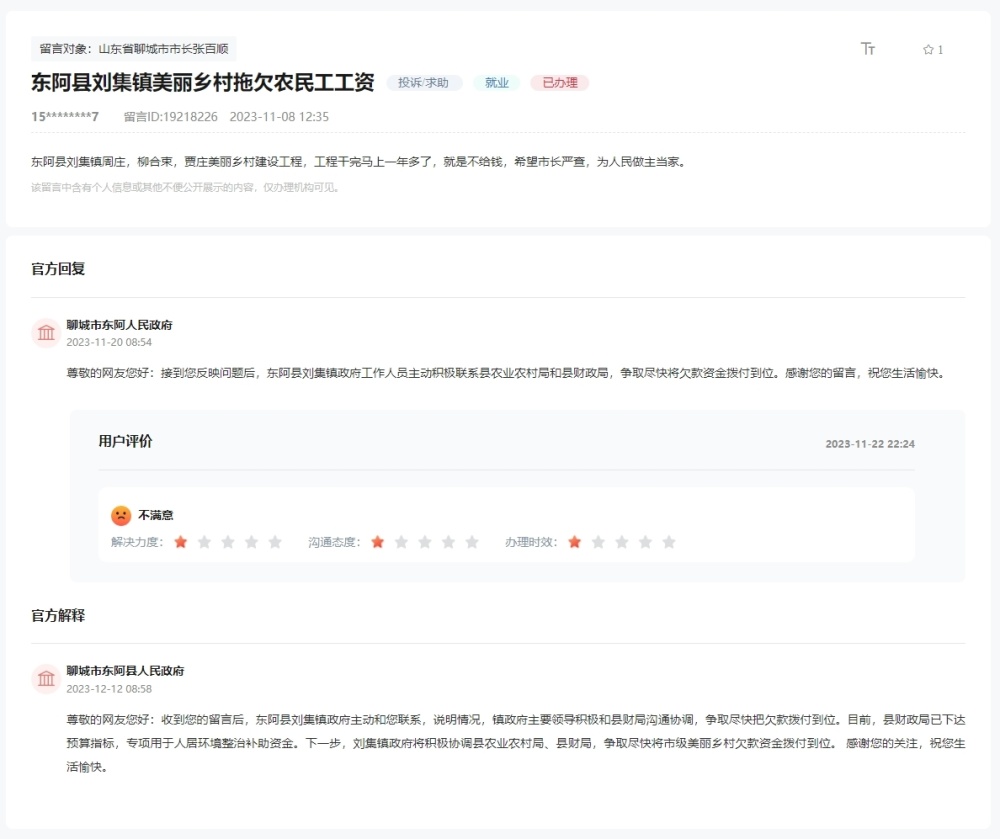 留言对象：山东省聊城市市长张百顺
1
东阿县刘集镇美丽乡村拖欠农民工工资 投诉/求助 就业 已办理
15********7 留言ID:19218226 2023-11-08 12:35
东阿县刘集镇周庄，柳合束，贾庄美丽乡村建设工程，工程干完马上一年多了，就是不给钱，希望市长严查，为人民做主当家。
该留言中含有个人信息或其他不便公开展示的内容，仅办理机构可见。
官方回复
聊城市东阿人民政府
2023-11-20 08:54
尊敬的网友您好：接到您反映问题后，东阿县刘集镇政府工作人员主动积极联系县农业农村局和县财政局，争取尽快将欠款资金拨付到位。感谢您的留言，祝您生活愉快。
用户评价 2023-11-22 22:24
不满意
解决力度： 沟通态度： 办理时效：
官方解释
聊城市东阿县人民政府
2023-12-12 08:58
尊敬的网友您好：收到您的留言后，东阿县刘集镇政府主动和您联系，说明情况，镇政府主要领导积极和县财局沟通协调，争取尽快把欠款拨付到位。目前，县财政局已下达
预算指标，专项用于人居环境整治补助资金。下一步，刘集镇政府将积极协调县农业农村局、县财局，争取尽快将市级美丽乡村欠款资金拨付到位。 感谢您的关注，祝您生
活愉快。